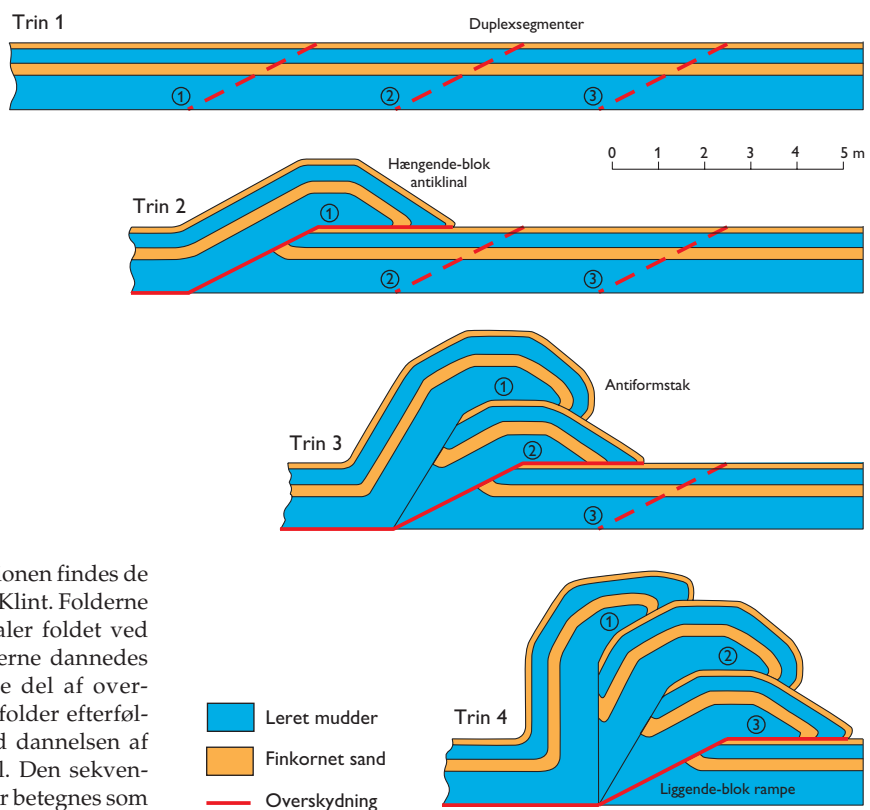 Trin 1
Duplexsegmenter
1
2
3
0 1 2 3 4 5 m
Hængende-blok
antiklinal
Trin 2
1
2
3
Antiformstak
Trin 3
1
2
3
ionen findes de
Klint. Folderne
aler foldet ved
erne dannedes
e del af over-
folder efterføl-
d dannelsen af
l. Den sekven-
r betegnes som
Leret mudder
Finkornet sand
Overskydning
Trin 4
1
2
3
Liggende-blok rampe